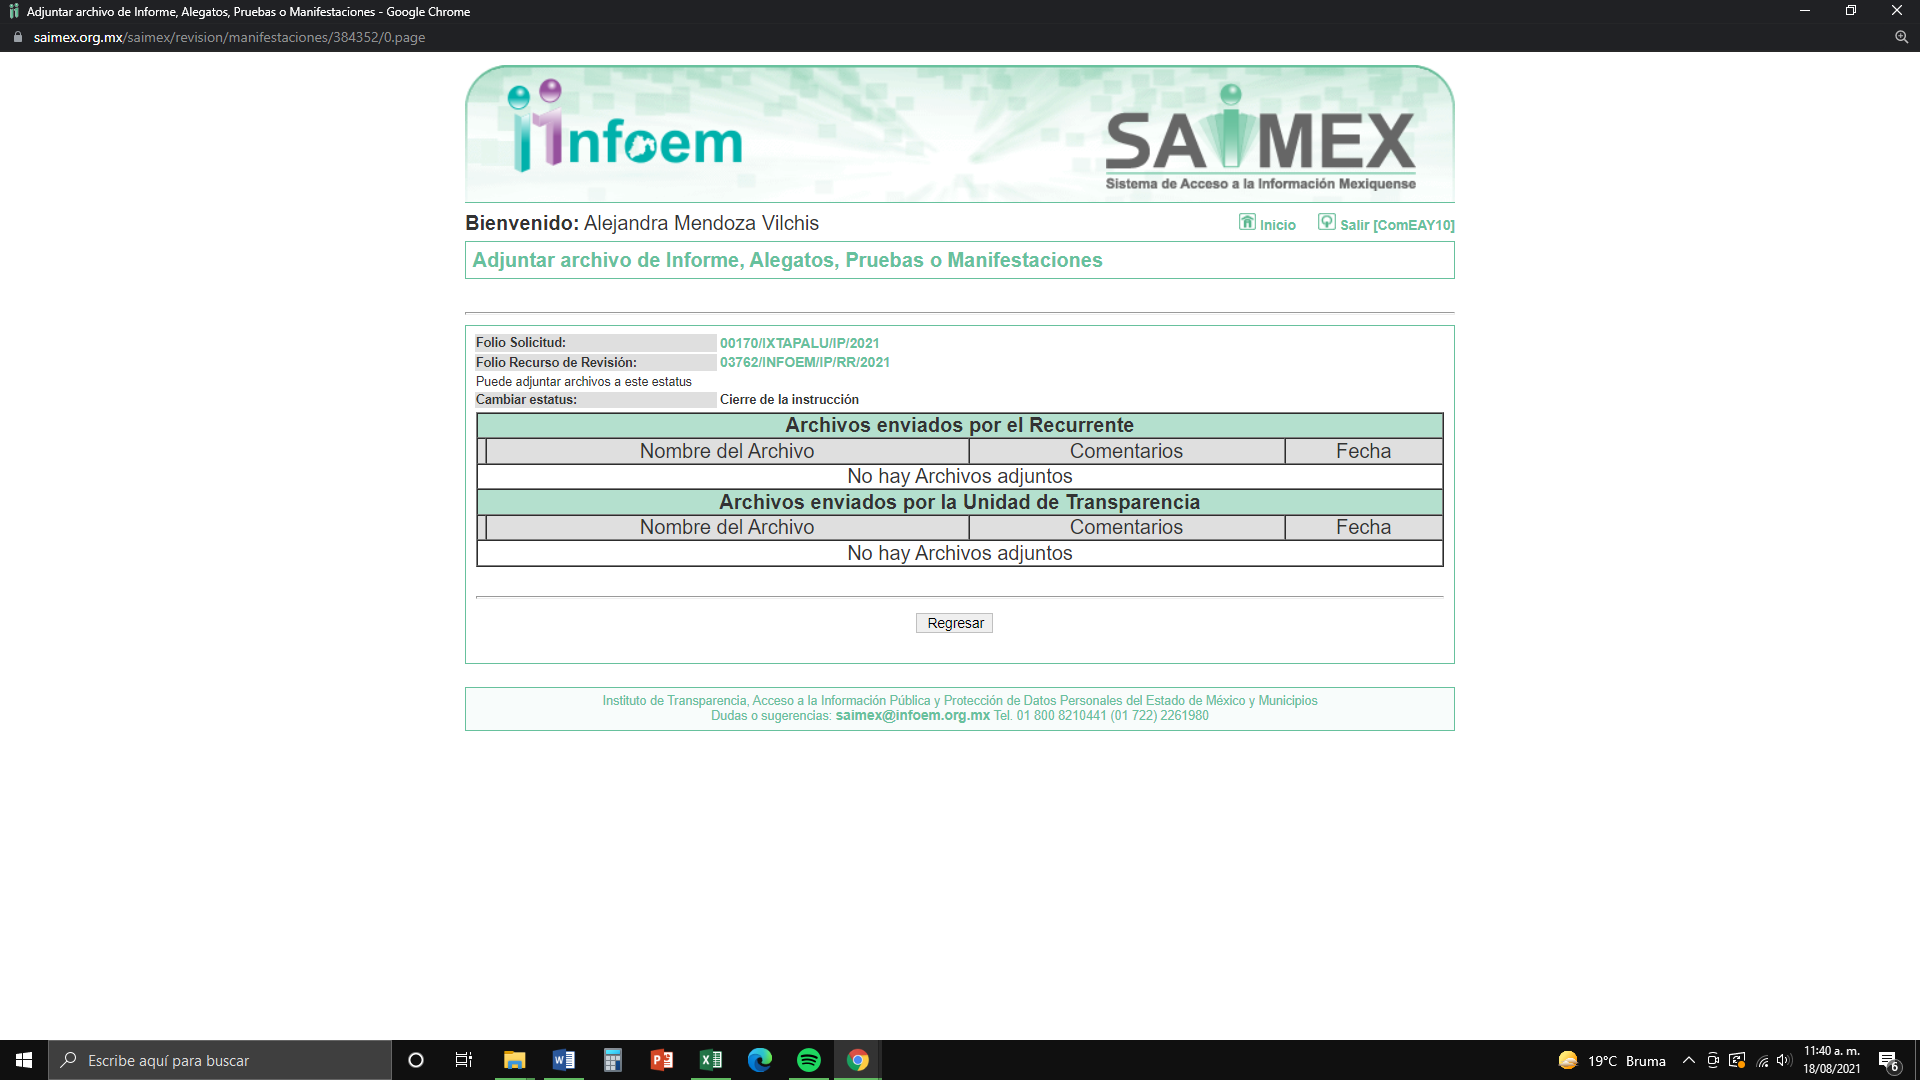 Adjuntar archivo de Informe, Alegatos, Pruebas o Manifestaciones - Google Chrome
saimex.org.mx/saimex/revision/manifestaciones/384352/0.page
infoem
SAIMEX
Sistema de Acceso a la Información Mexiquense
Bienvenido: Alejandra Mendoza Vilchis
Inicio
Salir [ComEAY10]
Adjuntar archivo de Informe, Alegatos, Pruebas o Manifestaciones
Folio Solicitud: 00170/IXTAPALU/IP/2021
Folio Recurso de Revisión: 03762/INFOEM/IP/RR/2021
Puede adjuntar archivos a este estatus
Cambiar estatus: Cierre de la instrucción
Archivos enviados por el Recurrente
Nombre del Archivo Comentarios Fecha
No hay Archivos adjuntos
Archivos enviados por la Unidad de Transparencia
Nombre del Archivo Comentarios Fecha
No hay Archivos adjuntos
Regresar
Instituto de Transparencia, Acceso a la Información Pública y Protección de Datos Personales del Estado de México y Municipios
Dudas o sugerencias: saimex@infoem.org.mx Tel. 01 800 8210441 (01 722) 2261980
Escribe aquí para buscar
19°C Bruma
11:40 a. m.
18/08/2021
6